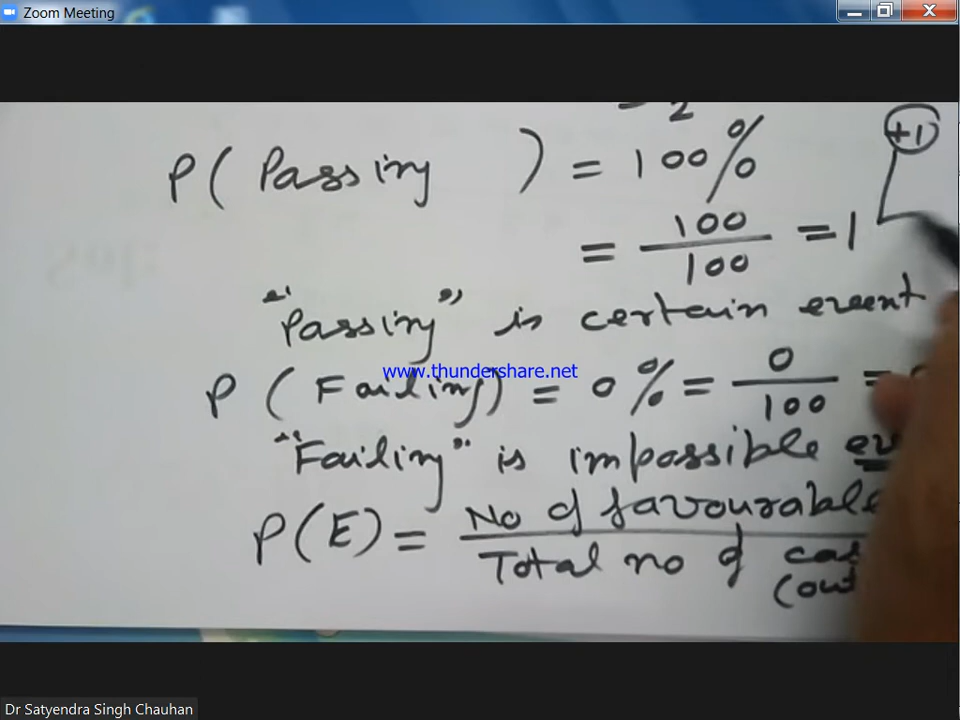 Zoom Meeting
2
+1
P( Passing ) = 100%
= 100/100 = 1
"Passing" is certain event
www.thundershare.net
P ( Failing) = 0 % = 0/100 =
"Failing" is impossible
P(E) = No of favourable / Total no of
Dr Satyendra Singh Chauhan